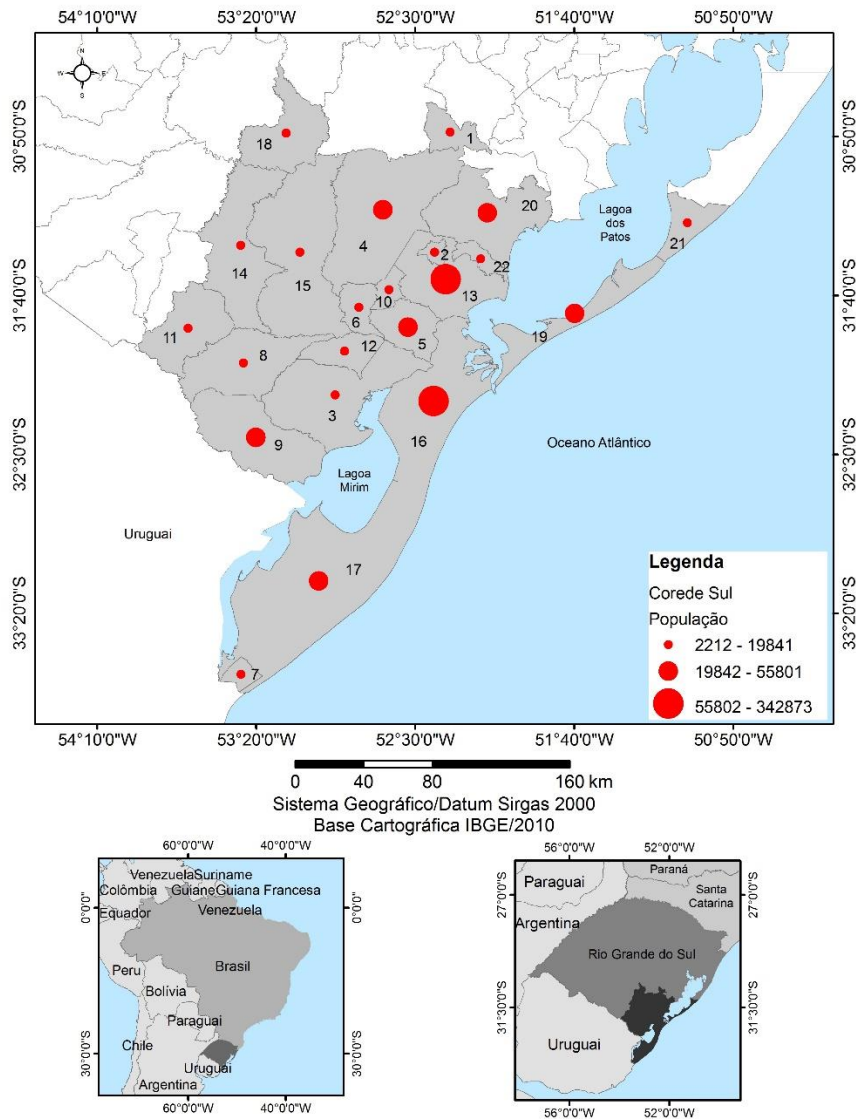 54°10'0"W 53°20'0"W 52°30'0"W 51°40'0"W 50°50'0"W
N
W E
S
30°50'0"S 30°50'0"S
18
1
20
Lagoa
dos
Patos
21
4
2
22
14
15
10
13
31°40'0"S 31°40'0"S
6
11
12
5
19
8
3
16
9
Oceano Atlântico
32°30'0"S 32°30'0"S
Lagoa
Mirim
Uruguai
17
7
33°20'0"S 33°20'0"S
Legenda
Corede Sul
População
2212 - 19841
19842 - 55801
55802 - 342873
54°10'0"W 53°20'0"W 52°30'0"W 51°40'0"W 50°50'0"W
0 40 80 160 km
Sistema Geográfico/Datum Sirgas 2000
Base Cartográfica IBGE/2010
60°0'0"W 40°0'0"W
Venezuela Suriname
Colômbia Guiane Guiana Francesa
Equador Venezuela
0°0'0" 0°0'0"
Peru
Brasil
Bolívia
Paraguai
Chile
Uruguai
Argentina
30°0'0"S 30°0'0"S
60°0'0"W 40°0'0"W
56°0'0"W 52°0'0"W
Paraná
Paraguai
Santa
Catarina
27°0'0"S 27°0'0"S
Argentina
Rio Grande do Sul
31°30'0"S 31°30'0"S
Uruguai
56°0'0"W 52°0'0"W